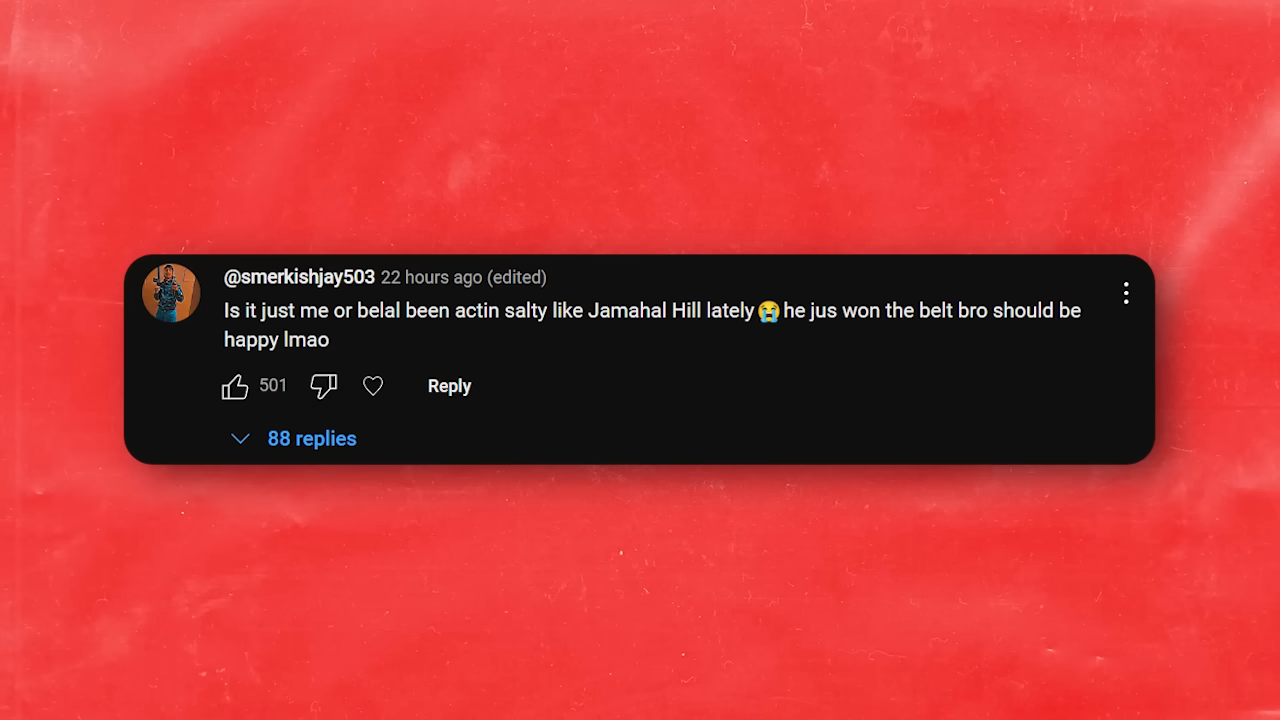 @smerkishjay503 22 hours ago (edited)
Is it just me or belal been actin salty like Jamahal Hill lately😭he jus won the belt bro should be
happy lmao
501 Reply
88 replies